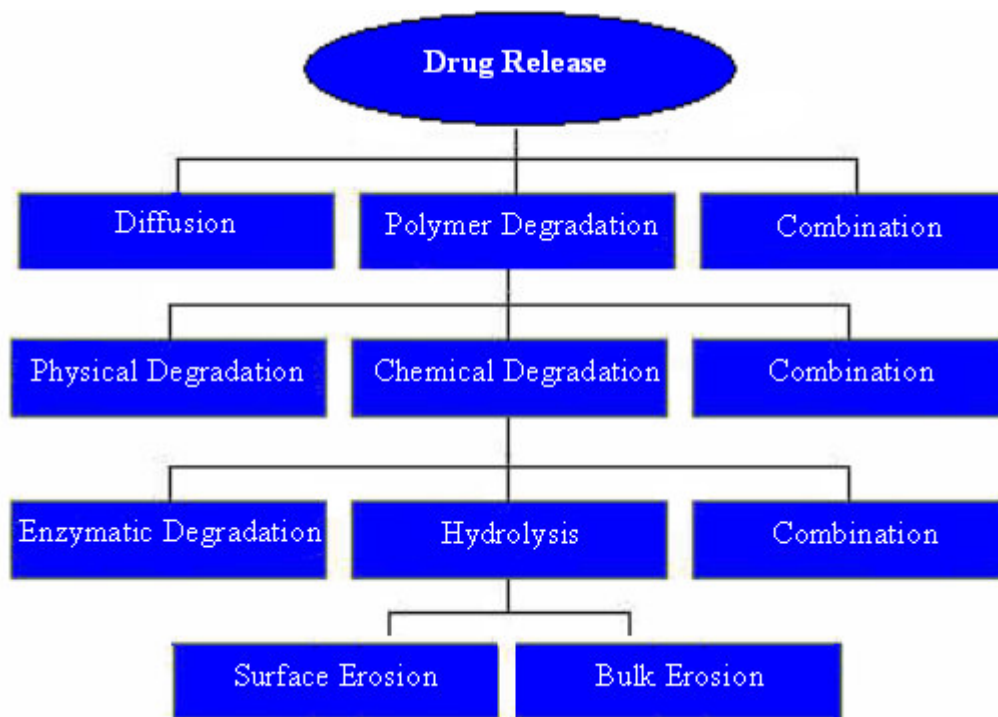 Drug Release
Diffusion
Polymer Degradation
Combination
Physical Degradation
Chemical Degradation
Combination
Enzymatic Degradation
Hydrolysis
Combination
Surface Erosion
Bulk Erosion